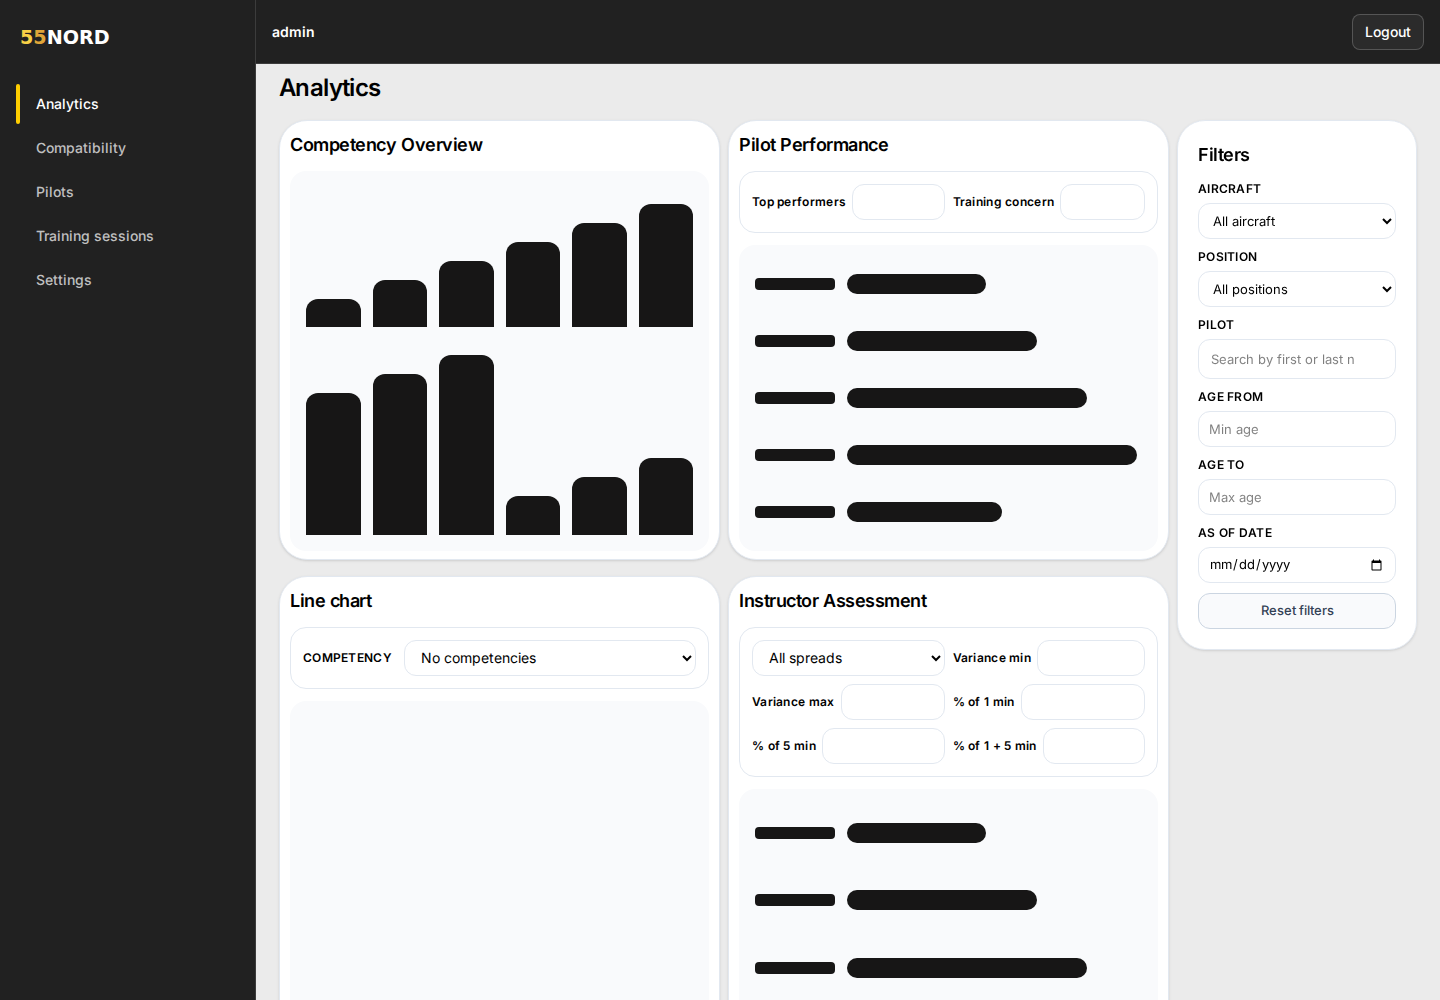 55NORD
Analytics
Compatibility
Pilots
Training sessions
Settings
admin
Logout
Analytics
Competency Overview
Pilot Performance
Top performers
Training concern
Line chart
COMPETENCY
No competencies
Instructor Assessment
All spreads
Variance min
Variance max
% of 1 min
% of 5 min
% of 1 + 5 min
Filters
AIRCRAFT
All aircraft
POSITION
All positions
PILOT
Search by first or last n
AGE FROM
Min age
AGE TO
Max age
AS OF DATE
mm/dd/yyyy
Reset filters